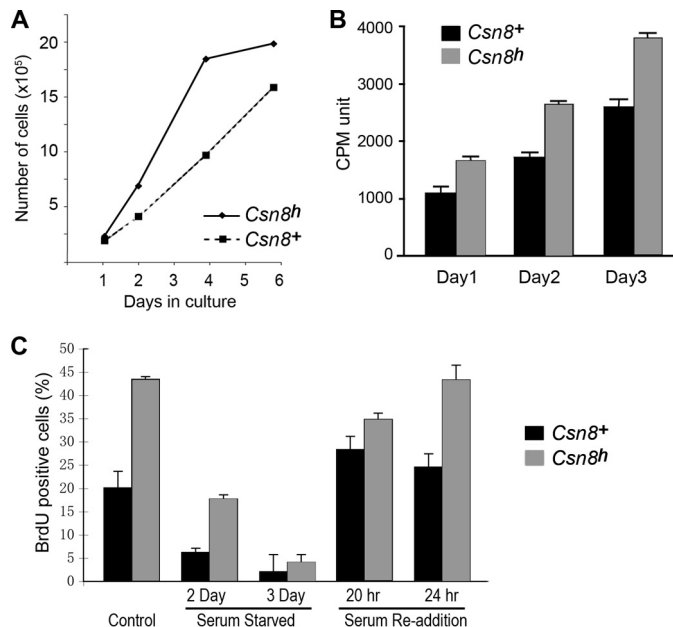 A
Number of cells (x10⁵)
20
15
10
5
Csn8h
Csn8+
1 2 3 4 5 6
Days in culture
B
Csn8+
Csn8h
CPM unit
4000
3000
2000
1000
0
Day1 Day2 Day3
C
BrdU positive cells (%)
50
45
40
35
30
25
20
15
10
5
0
Csn8+
Csn8h
2 Day 3 Day 20 hr 24 hr
Control Serum Starved Serum Re-addition